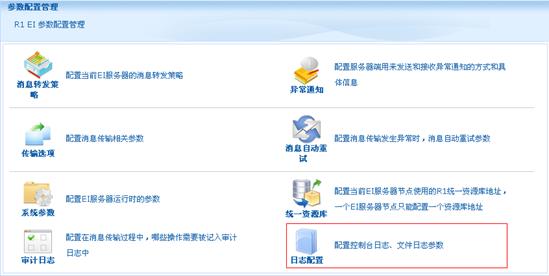 参数配置管理
R1 EI 参数配置管理
消息转发策略
配置当前EI服务器的消息转发策略
异常通知
配置服务器端用来发送和接收异常通知的方式和具
体信息
传输选项
配置消息传输相关参数
消息自动重试
配置消息传输发生异常时，消息自动重试参数
系统参数
配置EI服务器运行时的参数
统一资源库
配置当前EI服务器节点使用的R1统一资源库地址，
一个EI服务器节点只能配置一个资源库地址
审计日志
配置在消息传输过程中，哪些操作需要被记入审计
日志中
日志配置
配置控制台日志、文件日志参数